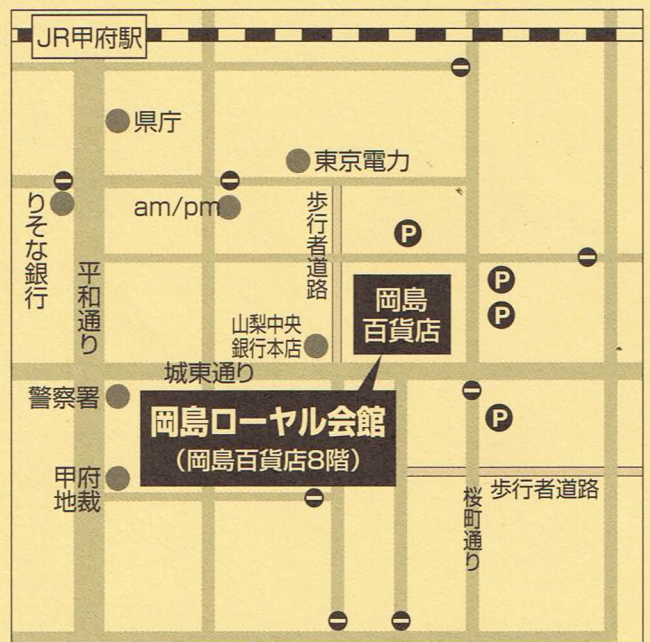 JR甲府駅
県庁
東京電力
りそな銀行
am/pm
歩行者道路
P
平和通り
岡島
百貨店
P
P
山梨中央
銀行本店
城東通り
警察署
岡島ローヤル会館
（岡島百貨店8階）
P
甲府
地裁
歩行者道路
桜町通り